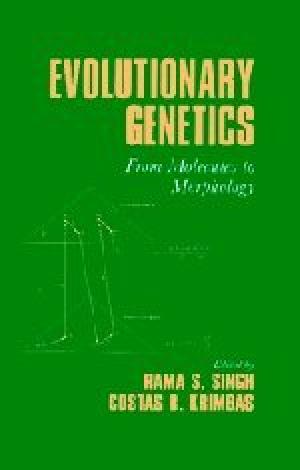 EVOLUTIONARY
GENETICS
From Molecules to
Morphology
Edited by
RAMA S. SINGH
COSTAS B. KRIMBAS